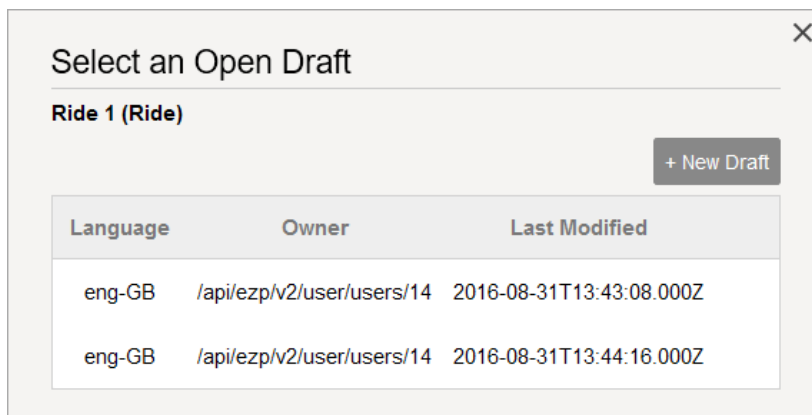 Select an Open Draft
Ride 1 (Ride)
+ New Draft
Language Owner Last Modified
eng-GB /api/ezp/v2/user/users/14 2016-08-31T13:43:08.000Z
eng-GB /api/ezp/v2/user/users/14 2016-08-31T13:44:16.000Z